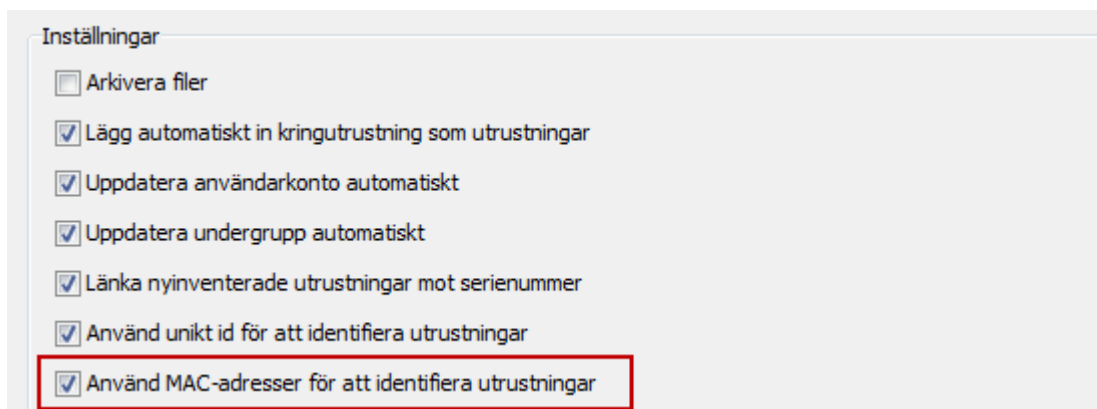 Inställningar
Arkivera filer
Lägg automatiskt in kringutrustning som utrustningar
Uppdatera användarkonto automatiskt
Uppdatera undergrupp automatiskt
Länka nyinventerade utrustningar mot serienummer
Använd unikt id för att identifiera utrustningar
Använd MAC-adresser för att identifiera utrustningar